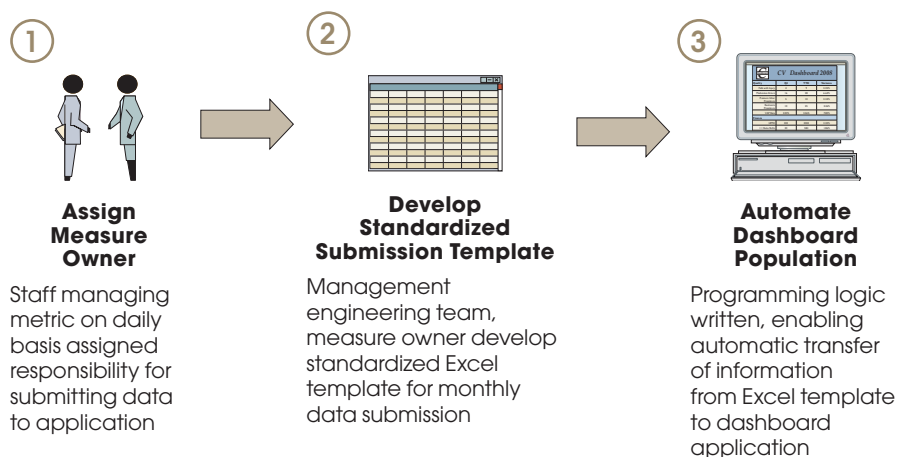 1
Assign
Measure
Owner
Staff managing
metric on daily
basis assigned
responsibility for
submitting data
to application
2
Develop
Standardized
Submission Template
Management
engineering team,
measure owner develop
standardized Excel
template for monthly
data submission
3
CV Dashboard 2008
Automate
Dashboard
Population
Programming logic
written, enabling
automatic transfer
of information
from Excel template
to dashboard
application